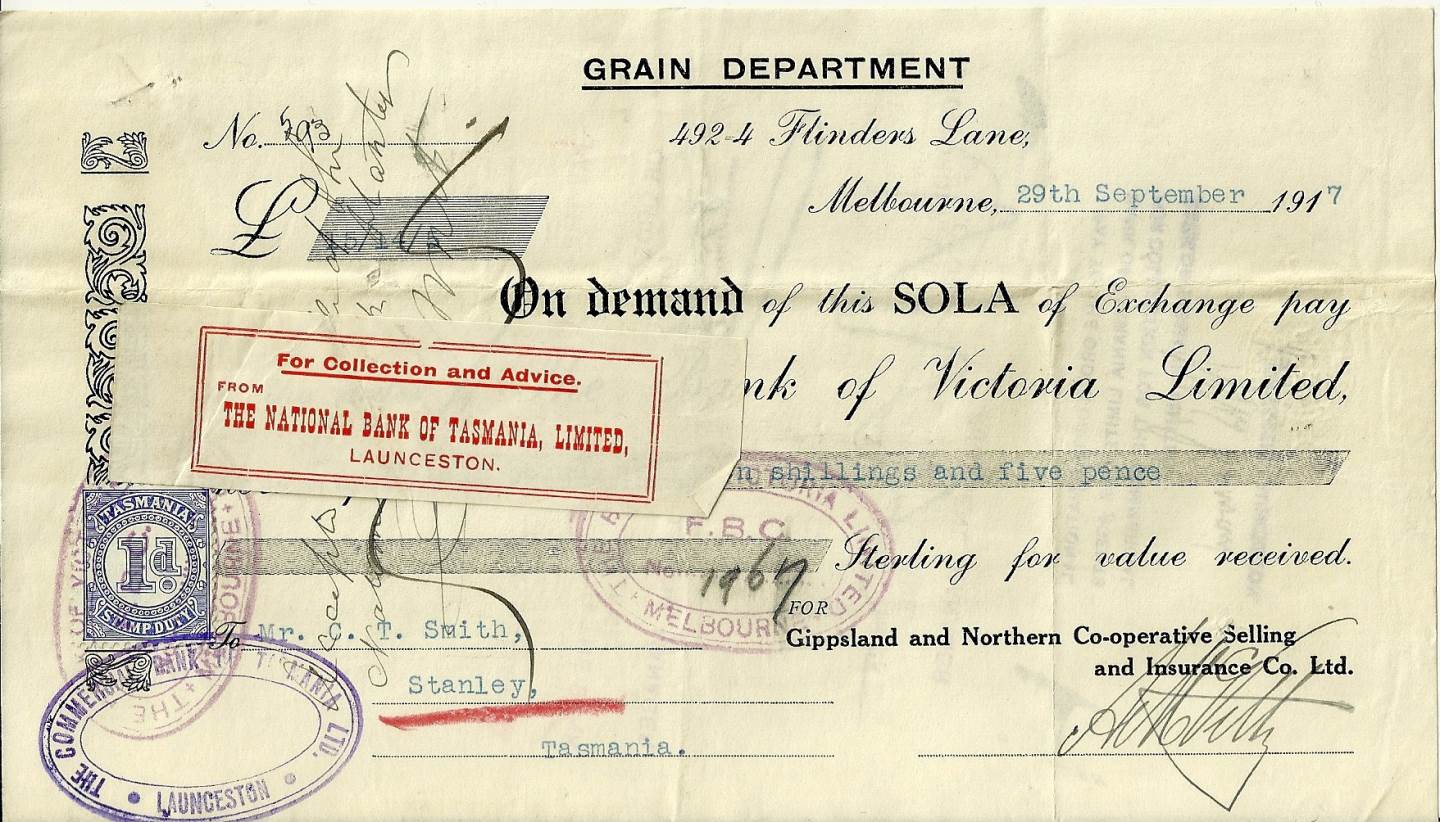 GRAIN DEPARTMENT
No. 593
492-4 Flinders Lane,
Melbourne, 29th September 1917
£
On demand of this SOLA of Exchange pay
For Collection and Advice.
FROM
THE NATIONAL BANK OF TASMANIA, LIMITED,
LAUNCESTON.
nk of Victoria Limited,
n shillings and five pence
TASMANIA
1d.
STAMP DUTY
F.B.C
No. 1967
MELBOURNE
Sterling for value received.
FOR
Gippsland and Northern Co-operative Selling
and Insurance Co. Ltd.
To Mr. C. T. Smith,
Stanley,
Tasmania.
THE COMMERCIAL BANK OF TASMANIA LTD.
LAUNCESTON